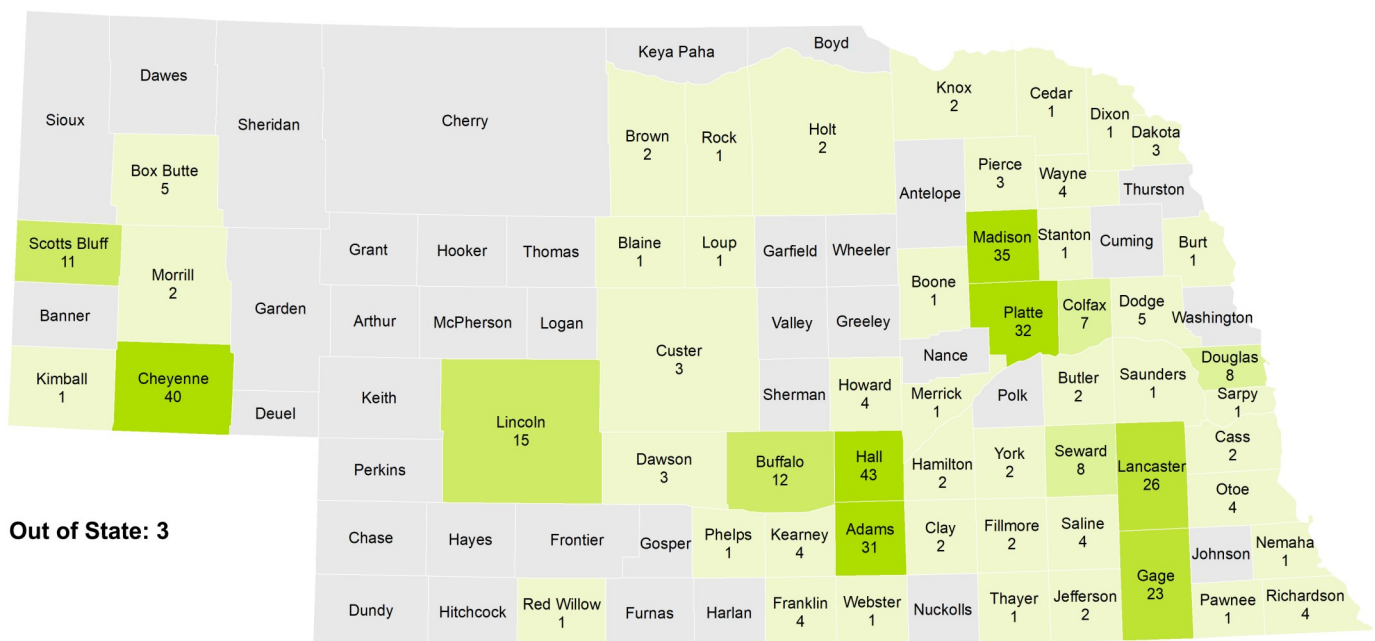 Keya Paha
Boyd
Dawes
Sioux
Sheridan
Cherry
Brown
2
Rock
1
Holt
2
Knox
2
Cedar
1
Dixon
1
Dakota
3
Box Butte
5
Antelope
Pierce
3
Wayne
4
Thurston
Scotts Bluff
11
Morrill
2
Garden
Grant
Hooker
Thomas
Blaine
1
Loup
1
Garfield
Wheeler
Boone
1
Madison
35
Stanton
1
Cuming
Burt
1
Banner
Arthur
McPherson
Logan
Custer
3
Valley
Greeley
Nance
Platte
32
Colfax
7
Dodge
5
Washington
Kimball
1
Cheyenne
40
Deuel
Keith
Lincoln
15
Sherman
Howard
4
Merrick
1
Polk
Butler
2
Saunders
1
Douglas
8
Sarpy
1
Perkins
Dawson
3
Buffalo
12
Hall
43
Hamilton
2
York
2
Seward
8
Lancaster
26
Cass
2
Otoe
4
Out of State: 3
Chase
Hayes
Frontier
Gosper
Phelps
1
Kearney
4
Adams
31
Clay
2
Fillmore
2
Saline
4
Gage
23
Johnson
Nemaha
1
Dundy
Hitchcock
Red Willow
1
Furnas
Harlan
Franklin
4
Webster
1
Nuckolls
Thayer
1
Jefferson
2
Pawnee
1
Richardson
4